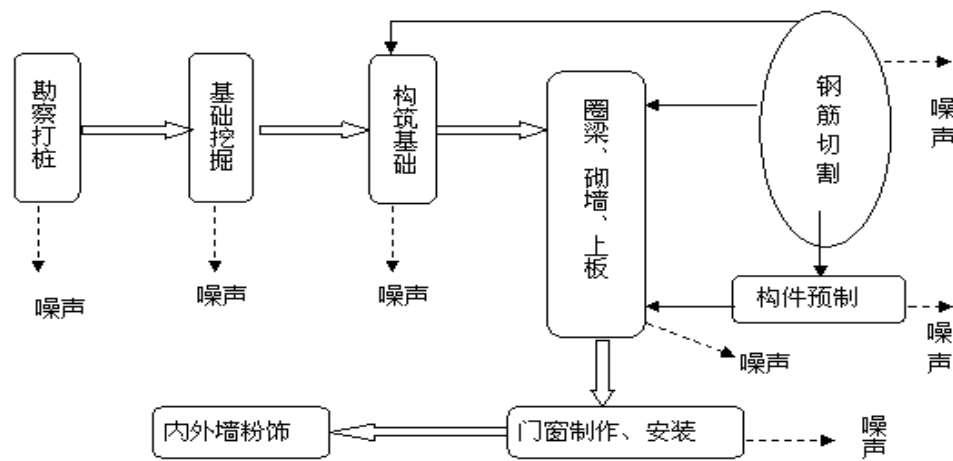 勘察打桩
基础挖掘
构筑基础
圈梁、砌墙、上板
钢筋切割
噪声
噪声
噪声
噪声
构件预制
噪声
噪声
内外墙粉饰
门窗制作、安装
噪声